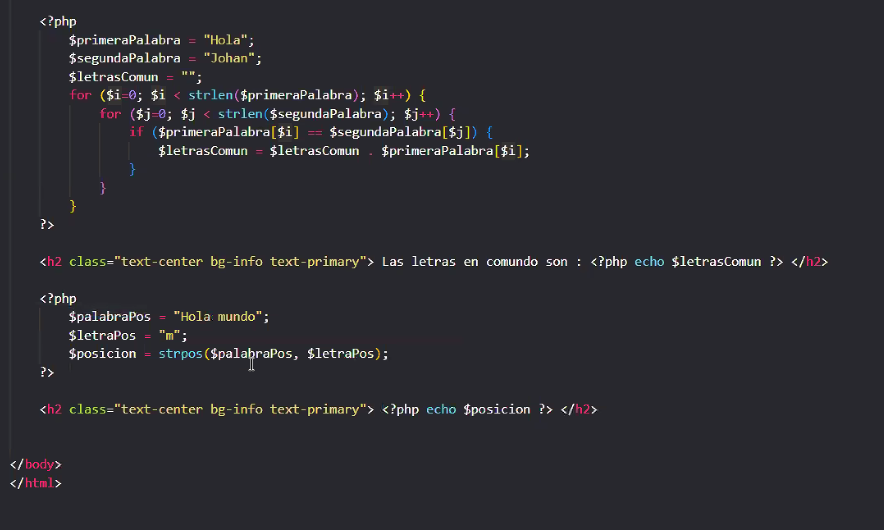 <?php
$primeraPalabra = "Hola";
$segundaPalabra = "Johan";
$letrasComun = "";
for ($i=0; $i < strlen($primeraPalabra); $i++) {
for ($j=0; $j < strlen($segundaPalabra); $j++) {
if ($primeraPalabra[$i] == $segundaPalabra[$j]) {
$letrasComun = $letrasComun . $primeraPalabra[$i];
}
}
}
?>
<h2 class="text-center bg-info text-primary"> Las letras en comundo son : <?php echo $letrasComun ?> </h2>
<?php
$palabraPos = "Hola mundo";
$letraPos = "m";
$posicion = strpos($palabraPos, $letraPos);
?>
<h2 class="text-center bg-info text-primary"> <?php echo $posicion ?> </h2>
</body>
</html>